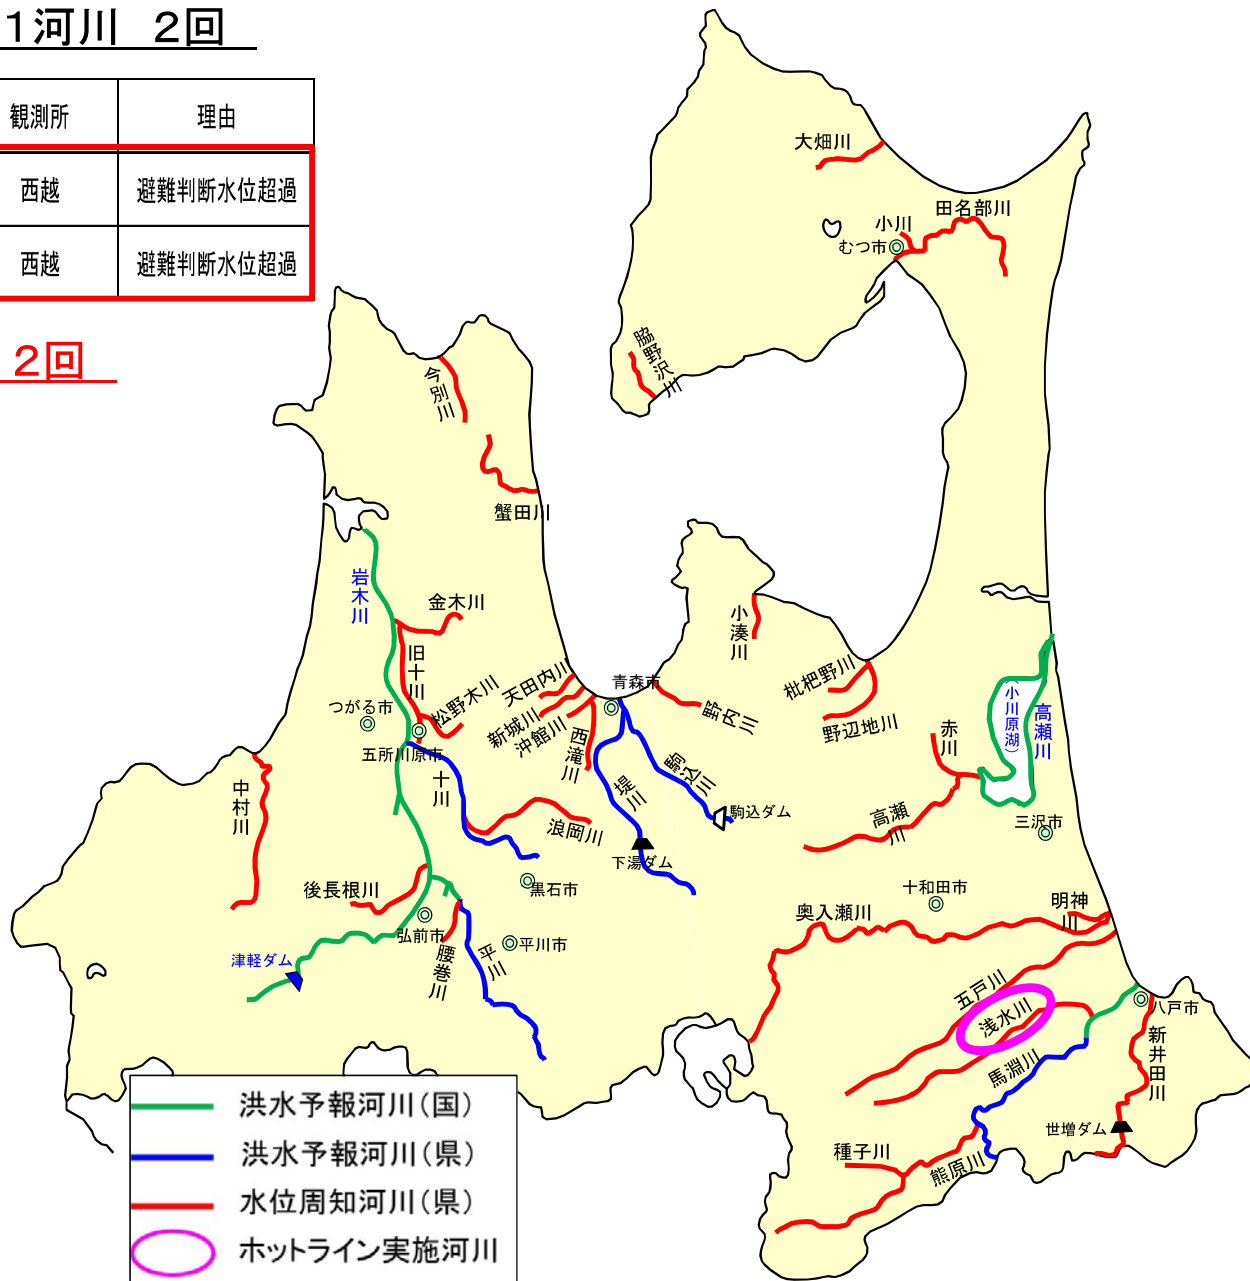 1河川 2回
観測所 理由
西越 避難判断水位超過
西越 避難判断水位超過
2回
大畑川
田名部川
小川
むつ市
脇野沢川
今別川
蟹田川
岩木川
金木川
旧十川
松野木川
つがる市
五所川原市
十川
天田内川
新城川
沖館川
西滝川
青森市
野内川
小湊川
枇杷野川
野辺地川
赤川
(小川原湖)
高瀬川
駒込川
堤川
駒込ダム
下湯ダム
高瀬川
三沢市
中村川
浪岡川
黒石市
後長根川
弘前市
平川市
津軽ダム
腰巻川
平川
十和田市
奥入瀬川
明神川
五戸川
浅水川
八戸市
馬淵川
新井田川
世増ダム
種子川
熊原川
洪水予報河川(国)
洪水予報河川(県)
水位周知河川(県)
ホットライン実施河川